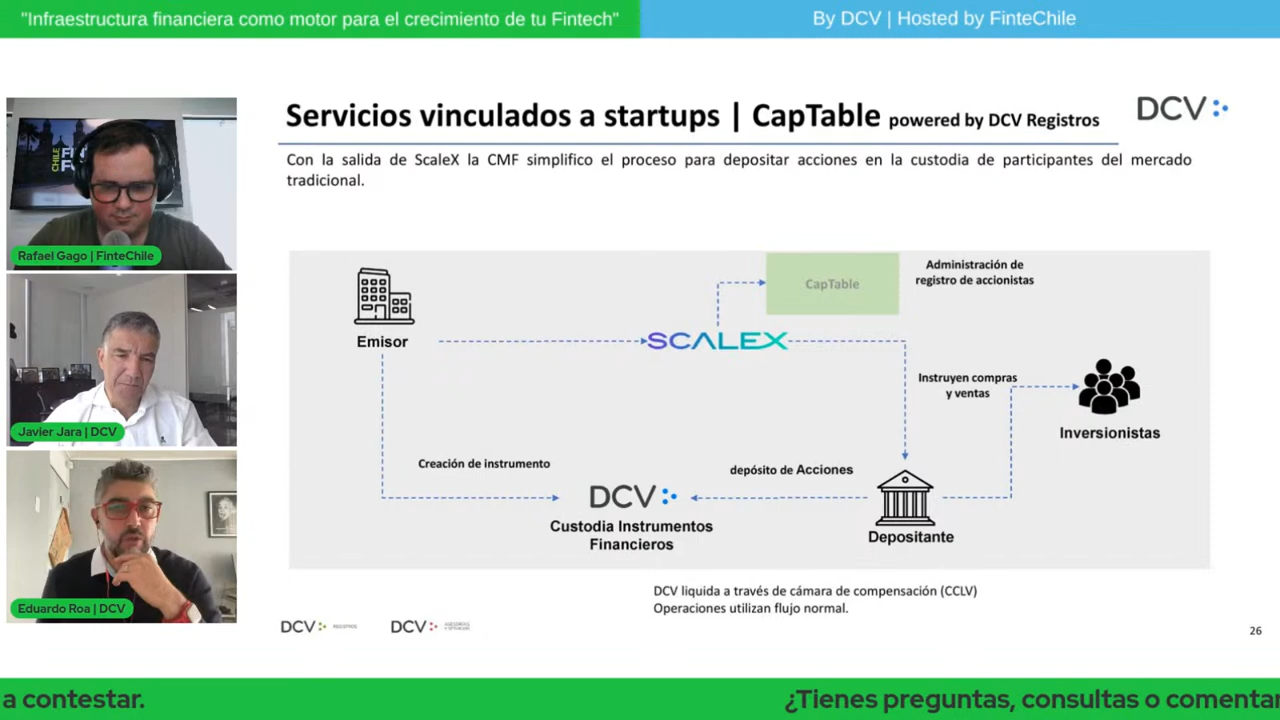 "Infraestructura financiera como motor para el crecimiento de tu Fintech"
By DCV | Hosted by FinteChile
Rafael Gago | FinteChile
Javier Jara | DCV
Eduardo Roa | DCV
Servicios vinculados a startups | CapTable powered by DCV Registros
DCV
Con la salida de ScaleX la CMF simplifico el proceso para depositar acciones en la custodia de participantes del mercado
tradicional.
CapTable
Administración de
registro de accionistas
Emisor
SCALEX
Instruyen compras
y ventas
Inversionistas
Creación de instrumento
depósito de Acciones
DCV
Custodia Instrumentos
Financieros
Depositante
DCV liquida a través de cámara de compensación (CCLV)
Operaciones utilizan flujo normal.
DCV REGISTROS
DCV
26
a contestar.
¿Tienes preguntas, consultas o comentar